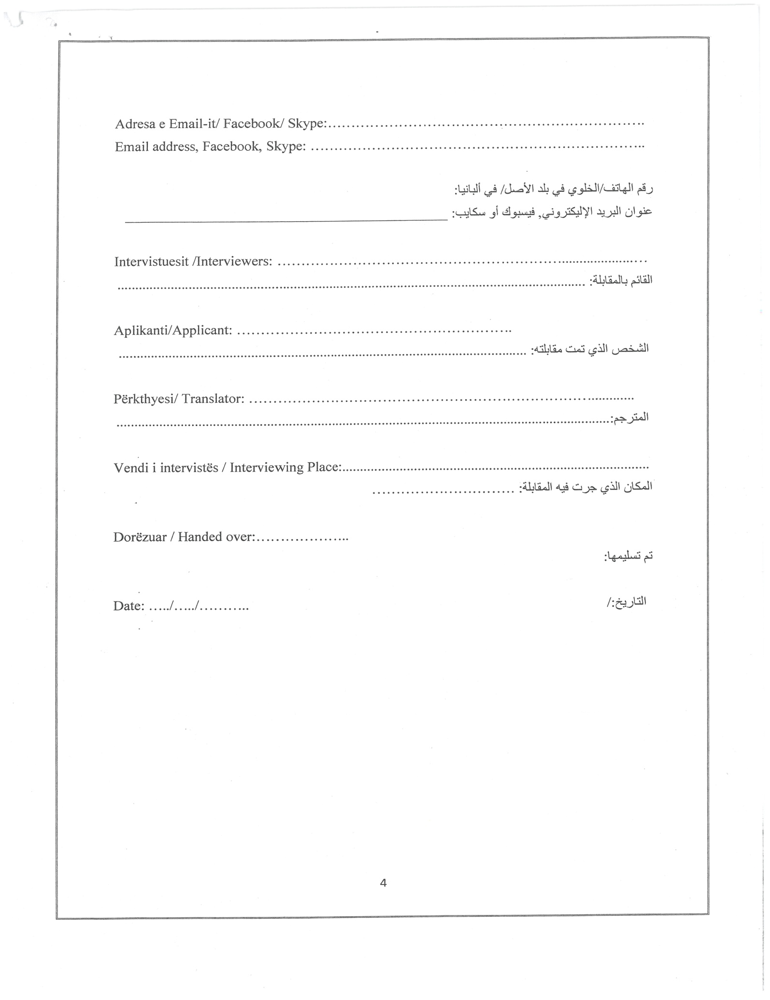 Adresa e Email-it/ Facebook/ Skype:……………………………………………………………
Email address, Facebook, Skype: ………………………………………………………………
رقم الهاتف/الخلوي في بلد الأصل/ في ألبانيا:
عنوان البريد الإليكتروني, فيسبوك أو سكايب: ________________________________________________
Intervistuesit /Interviewers: ………………………………………………………………………
القائم بالمقابلة: ………………………………………………………………………………………
Aplikanti/Applicant: ……………………………………………………
الشخص الذي تمت مقابلته: ……………………………………………………………………………
Përkthyesi/ Translator: …………………………………………………………………………
المترجم:……………………………………………………………………………………………
Vendi i intervistës / Interviewing Place:……………………………………………………………
المكان الذي جرت فيه المقابلة: …………………………
Dorëzuar / Handed over:…………………
تم تسليمها:
Date: …../…../………..
التاريخ:/
4